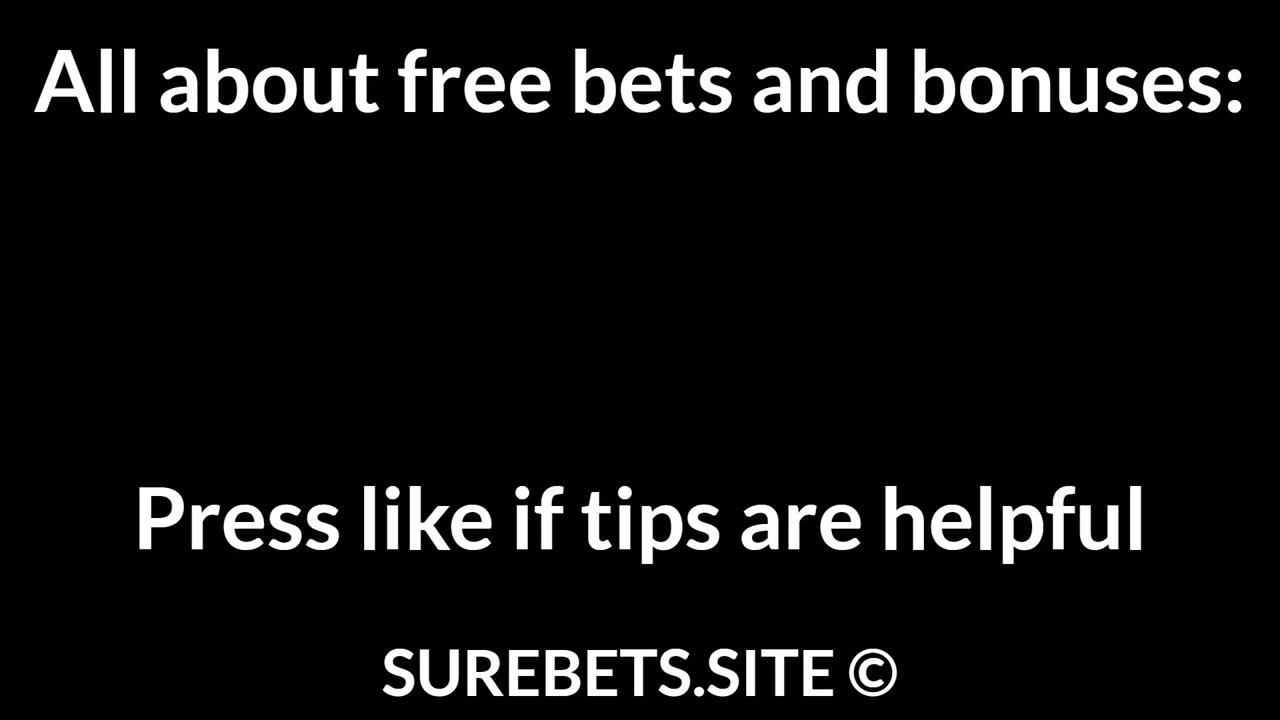 All about free bets and bonuses:
Press like if tips are helpful
SUREBETS.SITE ©